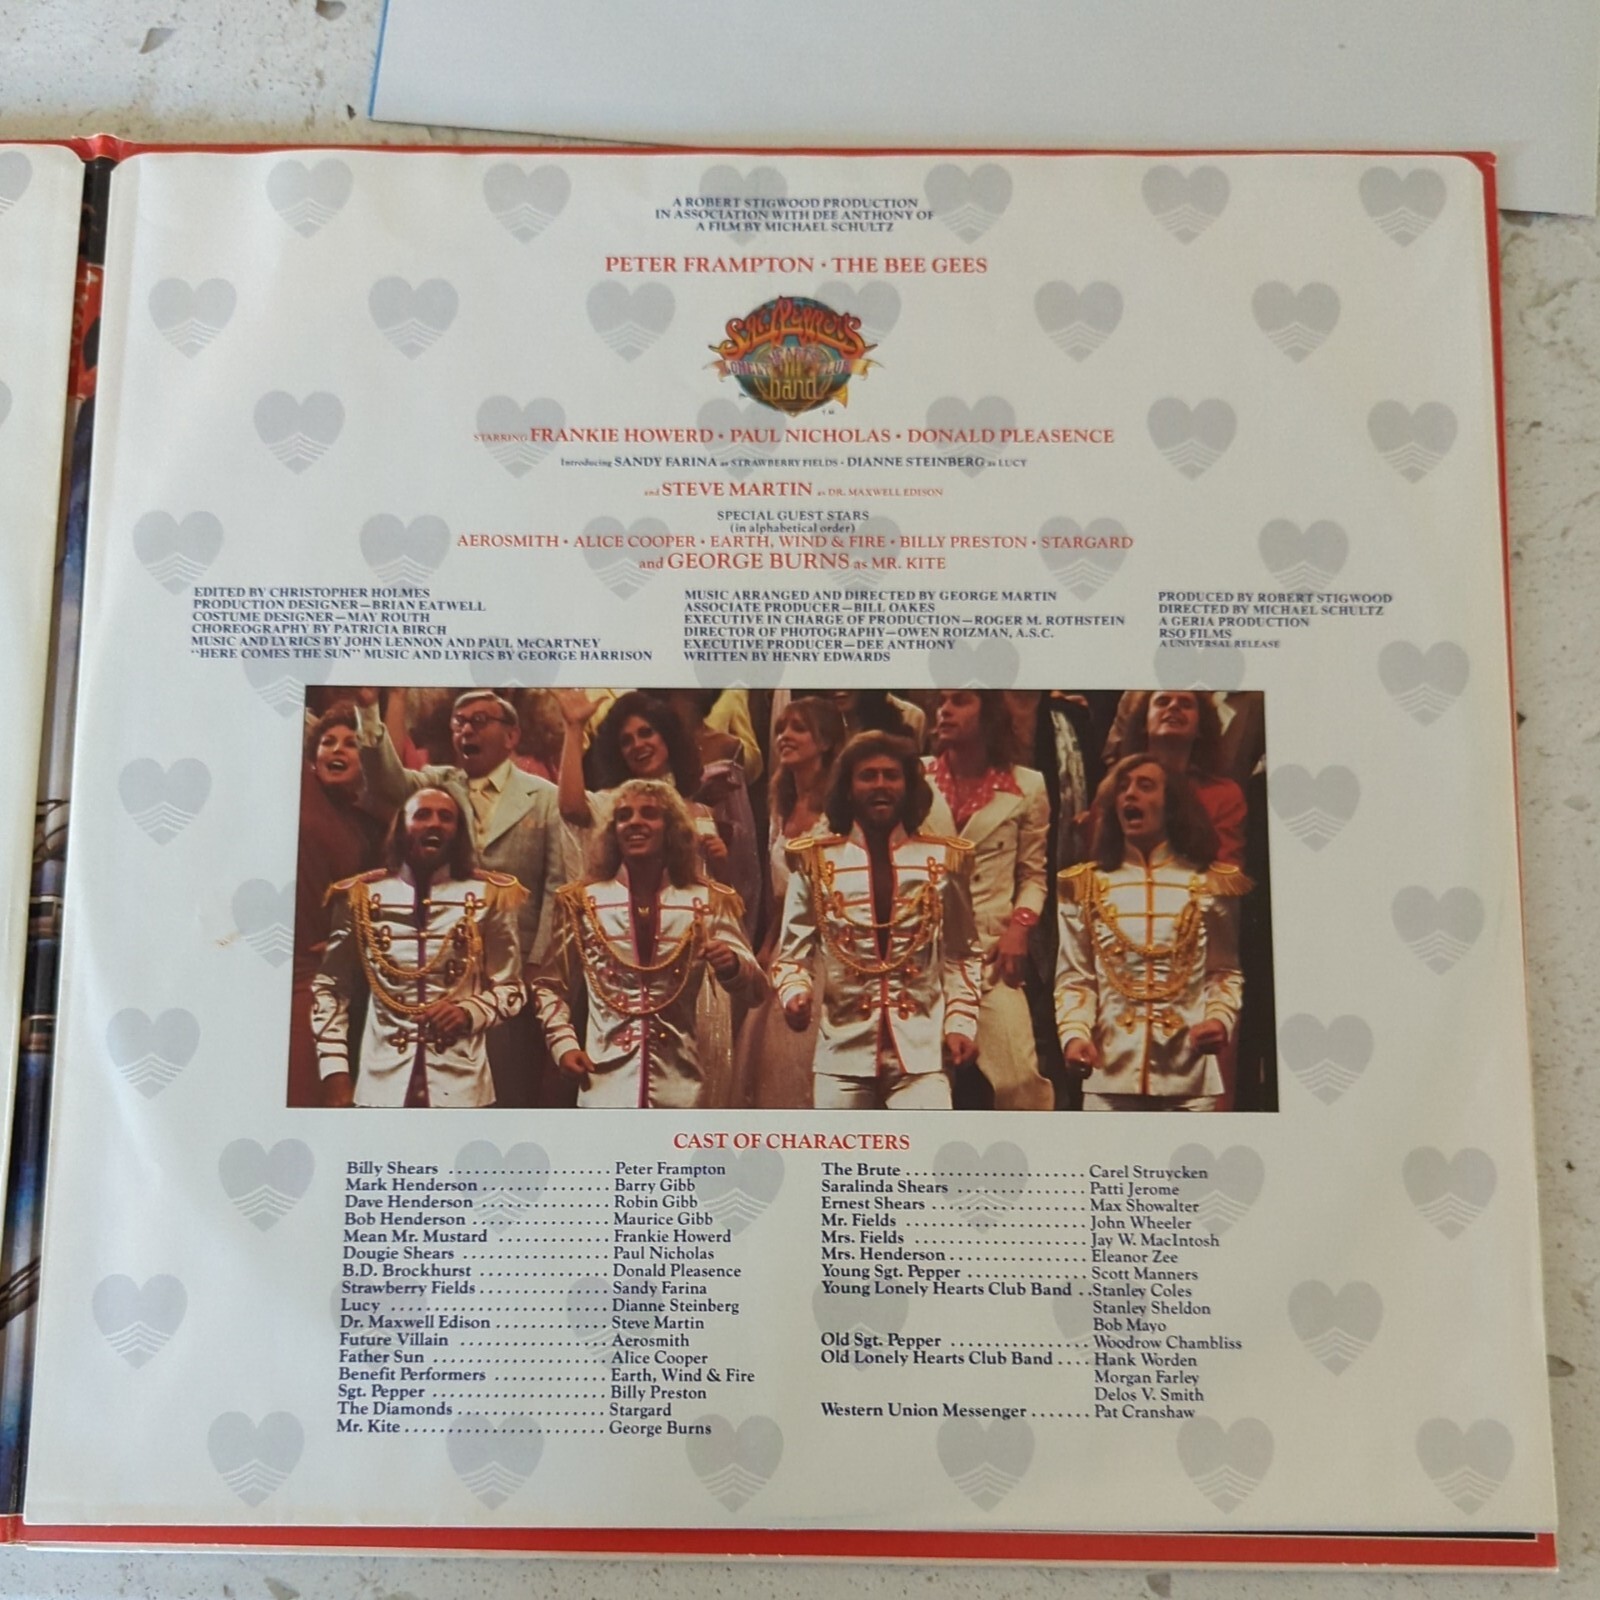 A ROBERT STIGWOOD PRODUCTION
IN ASSOCIATION WITH DEE ANTHONY OF
A FILM BY MICHAEL SCHULTZ
PETER FRAMPTON · THE BEE GEES
Sgt. Pepper's
LONELY HEARTS CLUB
band
T.M.
STARRING FRANKIE HOWERD · PAUL NICHOLAS · DONALD PLEASENCE
Introducing SANDY FARINA as STRAWBERRY FIELDS · DIANNE STEINBERG as LUCY
and STEVE MARTIN as DR. MAXWELL EDISON
SPECIAL GUEST STARS
(in alphabetical order)
AEROSMITH · ALICE COOPER · EARTH, WIND & FIRE · BILLY PRESTON · STARGARD
and GEORGE BURNS as MR. KITE
EDITED BY CHRISTOPHER HOLMES
PRODUCTION DESIGNER—BRIAN EATWELL
COSTUME DESIGNER—MAY ROUTH
CHOREOGRAPHY BY PATRICIA BIRCH
MUSIC AND LYRICS BY JOHN LENNON AND PAUL McCARTNEY
"HERE COMES THE SUN" MUSIC AND LYRICS BY GEORGE HARRISON
MUSIC ARRANGED AND DIRECTED BY GEORGE MARTIN
ASSOCIATE PRODUCER—BILL OAKES
EXECUTIVE IN CHARGE OF PRODUCTION—ROGER M. ROTHSTEIN
DIRECTOR OF PHOTOGRAPHY—OWEN ROIZMAN, A.S.C.
EXECUTIVE PRODUCER—DEE ANTHONY
WRITTEN BY HENRY EDWARDS
PRODUCED BY ROBERT STIGWOOD
DIRECTED BY MICHAEL SCHULTZ
A GERIA PRODUCTION
RSO FILMS
A UNIVERSAL RELEASE
CAST OF CHARACTERS
Billy Shears .................. Peter Frampton
Mark Henderson .............. Barry Gibb
Dave Henderson .............. Robin Gibb
Bob Henderson ............... Maurice Gibb
Mean Mr. Mustard ............ Frankie Howerd
Dougie Shears ................ Paul Nicholas
B.D. Brockhurst .............. Donald Pleasence
Strawberry Fields .............. Sandy Farina
Lucy ........................ Dianne Steinberg
Dr. Maxwell Edison ............ Steve Martin
Future Villain ................ Aerosmith
Father Sun ................... Alice Cooper
Benefit Performers ............ Earth, Wind & Fire
Sgt. Pepper ................... Billy Preston
The Diamonds ................. Stargard
Mr. Kite ...................... George Burns
The Brute .................... Carel Struycken
Saralinda Shears .............. Patti Jerome
Ernest Shears ................. Max Showalter
Mr. Fields .................... John Wheeler
Mrs. Fields ................... Jay W. MacIntosh
Mrs. Henderson ............... Eleanor Zee
Young Sgt. Pepper ............. Scott Manners
Young Lonely Hearts Club Band .. Stanley Coles
Stanley Sheldon
Bob Mayo
Old Sgt. Pepper ............... Woodrow Chambliss
Old Lonely Hearts Club Band .... Hank Worden
Morgan Farley
Delos V. Smith
Western Union Messenger ....... Pat Cranshaw